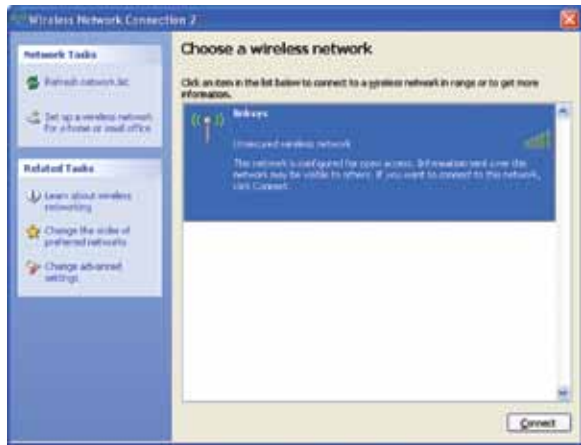 Wireless Network Connection 2
Network Tasks
Refresh network list
Set up a wireless network
for a home or small office
Related Tasks
Learn about wireless
networking
Change the order of
preferred networks
Change advanced
settings
Choose a wireless network
Click an item in the list below to connect to a wireless network in range or to get more
information.
linksys
Unsecured wireless network
This network is configured for open access. Information sent over this
network may be visible to others. If you want to connect to this network,
click Connect.
Connect